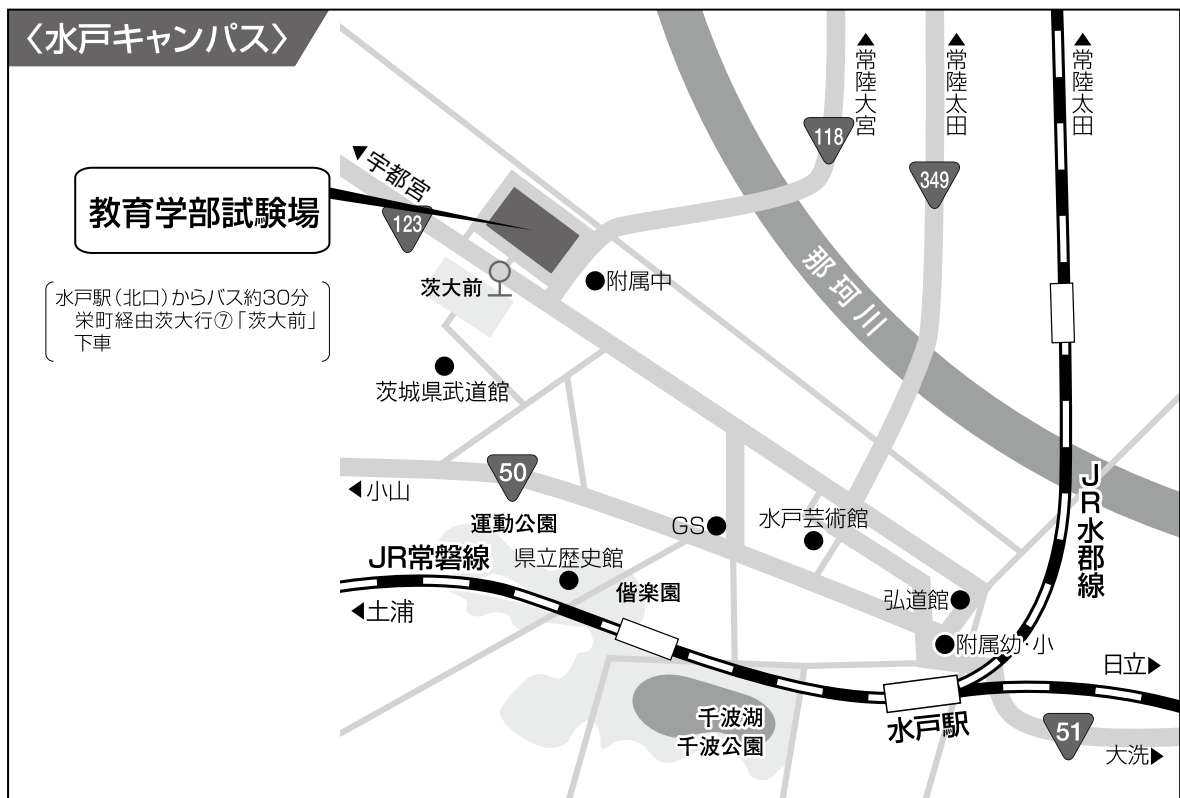 〈水戸キャンパス〉
教育学部試験場
水戸駅(北口)からバス約30分
栄町経由茨大行⑦「茨大前」
下車
▲常陸大宮
▲常陸太田
▲常陸太田
118
349
▼宇都宮
123
茨大前
附属中
那珂川
茨城県武道館
50
◀小山
運動公園
GS
水戸芸術館
JR水郡線
JR常磐線
県立歴史館
偕楽園
◀土浦
弘道館
附属幼・小
日立▶
千波湖
千波公園
水戸駅
51
大洗▶